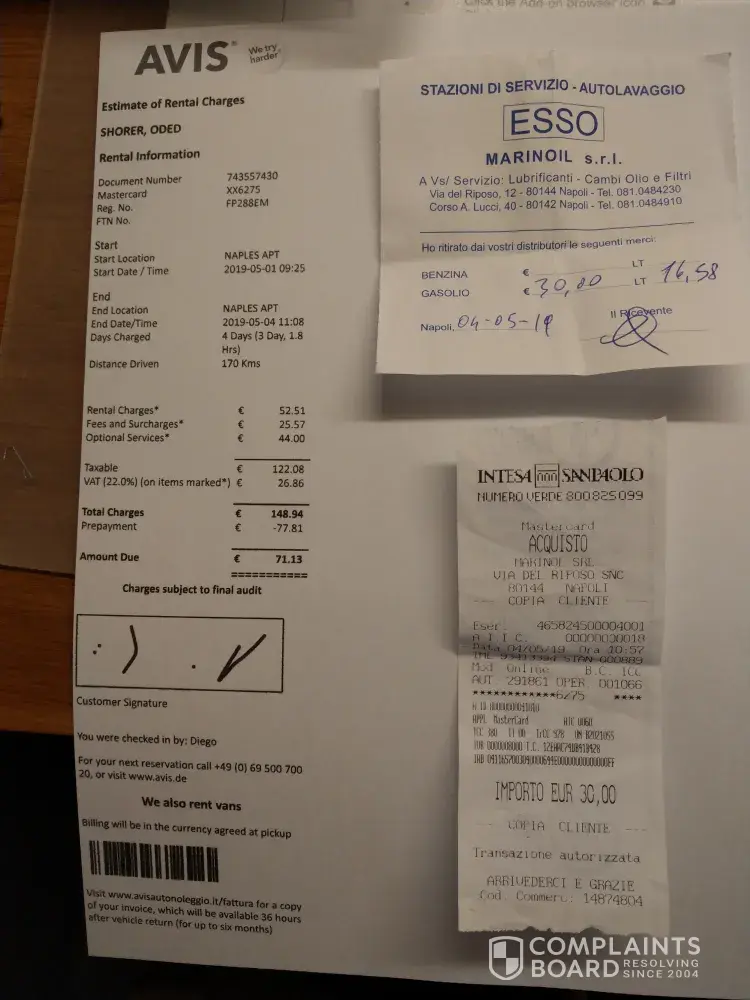 Click the Add-on browser icon
AVIS
We try
harder
Estimate of Rental Charges
SHORER, ODED
Rental Information
Document Number 743557430
Mastercard XX6275
Reg. No. FP288EM
FTN No.
Start
Start Location NAPLES APT
Start Date / Time 2019-05-01 09:25
End
End Location NAPLES APT
End Date/Time 2019-05-04 11:08
Days Charged 4 Days (3 Day, 1.8
Hrs)
Distance Driven 170 Kms
Rental Charges* € 52.51
Fees and Surcharges* € 25.57
Optional Services* € 44.00
Taxable € 122.08
VAT (22.0%) (on items marked*) € 26.86
Total Charges € 148.94
Prepayment € -77.81
Amount Due € 71.13
===========
Charges subject to final audit
Customer Signature
You were checked in by: Diego
For your next reservation call +49 (0) 69 500 700
20, or visit www.avis.de
We also rent vans
Billing will be in the currency agreed at pickup
Visit www.avisautonoleggio.it/fattura for a copy
of your invoice, which will be available 36 hours
after vehicle return (for up to six months)
STAZIONI DI SERVIZIO - AUTOLAVAGGIO
ESSO
MARINOIL s.r.l.
A Vs/ Servizio: Lubrificanti - Cambi Olio e Filtri
Via del Riposo, 12 - 80144 Napoli - Tel. 081.0484230
Corso A. Lucci, 40 - 80142 Napoli - Tel. 081.0484910
Ho ritirato dai vostri distributori le seguenti merci:
BENZINA € LT
GASOLIO € 30,00 LT 16,58
Napoli, 04-05-19
Il Ricevente
INTESA SANPAOLO
NUMERO VERDE 800825099
Mastercard
ACQUISTO
MARINOL SRL
VIA DEL RIPOSO SNC
80144 NAPOLI
--- COPIA CLIENTE ---
Eser. 465824500004001
A.I.I.C. 00000030018
Data 04/05/19 Ora 10:57
STAN 000889
Mod Online B.C. ICC
AUT. 291861 OPER. 001066
************6275 ****
APPL. MasterCard
IMPORTO EUR 30,00
--- COPIA CLIENTE ---
Transazione autorizzata
ARRIVEDERCI E GRAZIE
Cod. Commerc.: 14874804
COMPLAINTS
BOARD RESOLVING
SINCE 2004